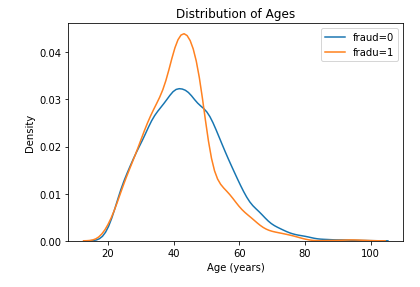 Distribution of Ages
fraud=0
fradu=1
Density
0.04
0.03
0.02
0.01
0.00
20
40
60
80
100
Age (years)